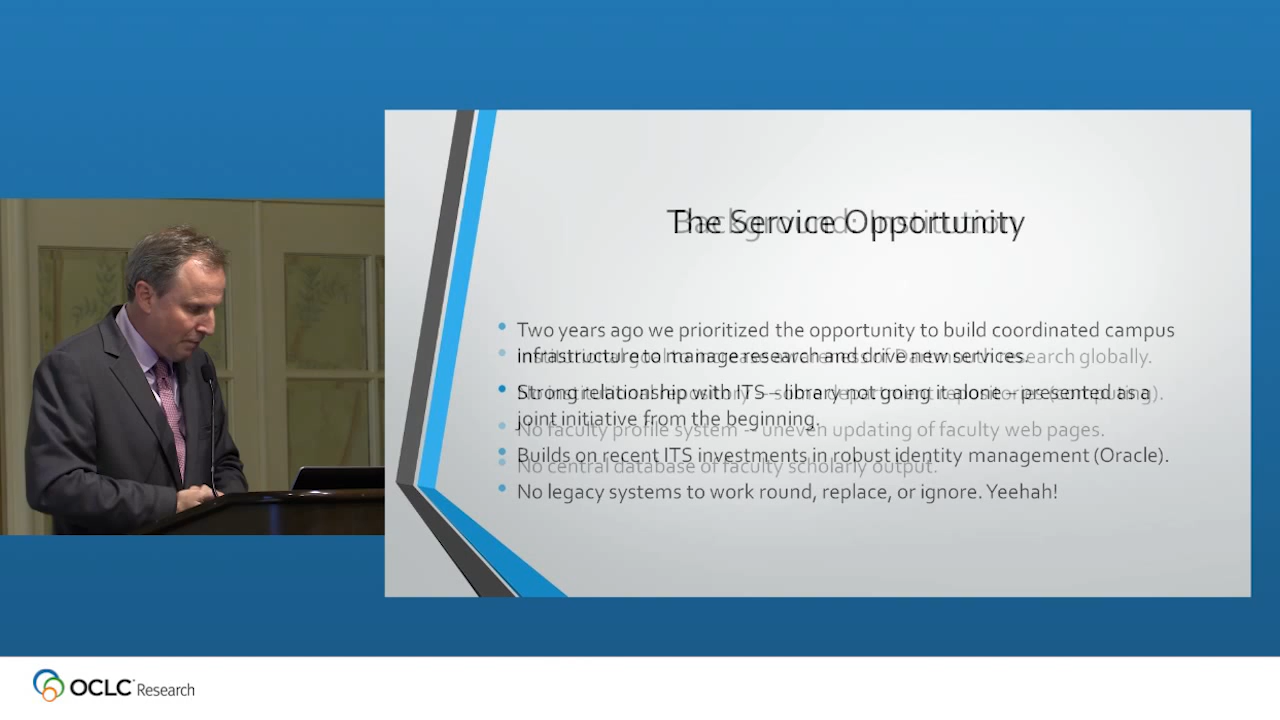 The Service Opportunity
Background: Institution
• Two years ago we prioritized the opportunity to build coordinated campus
infrastructure to manage research and drive new services.
• Strong relationship with ITS – library not going it alone – presented as a
joint initiative from the beginning.
• No faculty profile system – uneven updating of faculty web pages.
• Builds on recent ITS investments in robust identity management (Oracle).
• No central database of faculty scholarly output.
• No legacy systems to work round, replace, or ignore. Yeehah!
OCLC Research